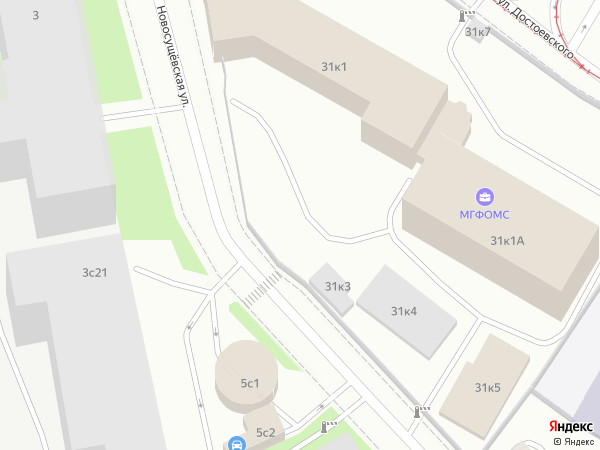 3
Новосущёвская ул.
ул. Достоевского
31к7
31к1
МГФОМС
31к1А
3с21
31к3
31к4
5с1
31к5
5с2
Яндекс
© Яндекс